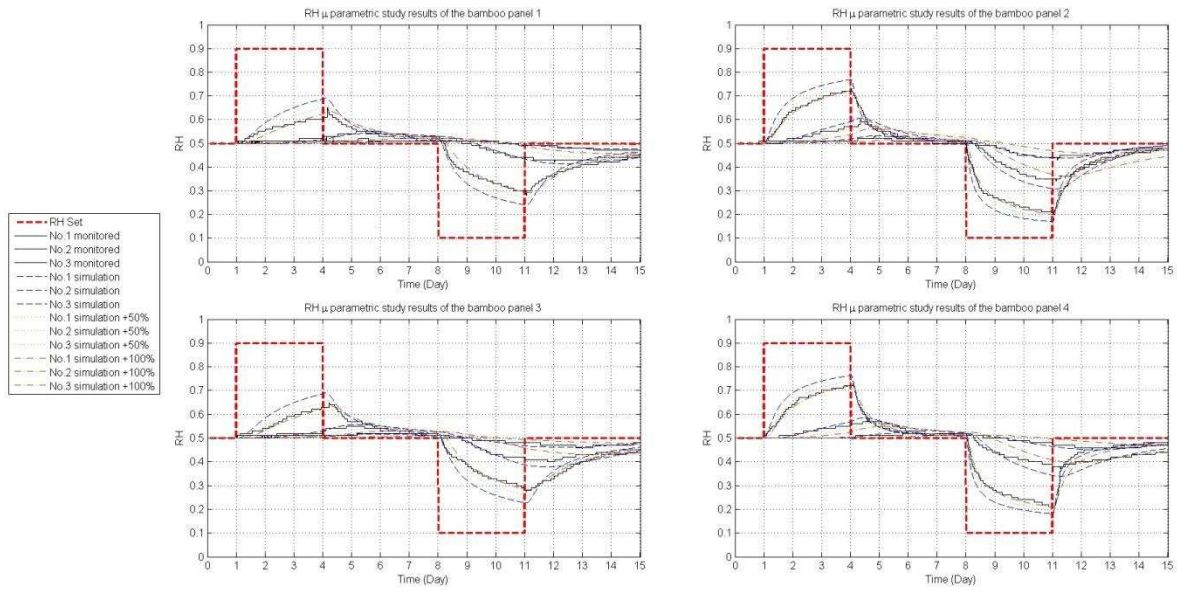 RH μ parametric study results of the bamboo panel 1
1
0.9
0.8
0.7
0.6
0.5
0.4
0.3
0.2
0.1
0
RH
0 1 2 3 4 5 6 7 8 9 10 11 12 13 14 15
Time (Day)
RH μ parametric study results of the bamboo panel 2
1
0.9
0.8
0.7
0.6
0.5
0.4
0.3
0.2
0.1
0
RH
0 1 2 3 4 5 6 7 8 9 10 11 12 13 14 15
Time (Day)
RH Set
No.1 monitored
No.2 monitored
No.3 monitored
No.1 simulation
No.2 simulation
No.3 simulation
No.1 simulation +50%
No.2 simulation +50%
No.3 simulation +50%
No.1 simulation +100%
No.2 simulation +100%
No.3 simulation +100%
RH μ parametric study results of the bamboo panel 3
1
0.9
0.8
0.7
0.6
0.5
0.4
0.3
0.2
0.1
0
RH
0 1 2 3 4 5 6 7 8 9 10 11 12 13 14 15
Time (Day)
RH μ parametric study results of the bamboo panel 4
1
0.9
0.8
0.7
0.6
0.5
0.4
0.3
0.2
0.1
0
RH
0 1 2 3 4 5 6 7 8 9 10 11 12 13 14 15
Time (Day)